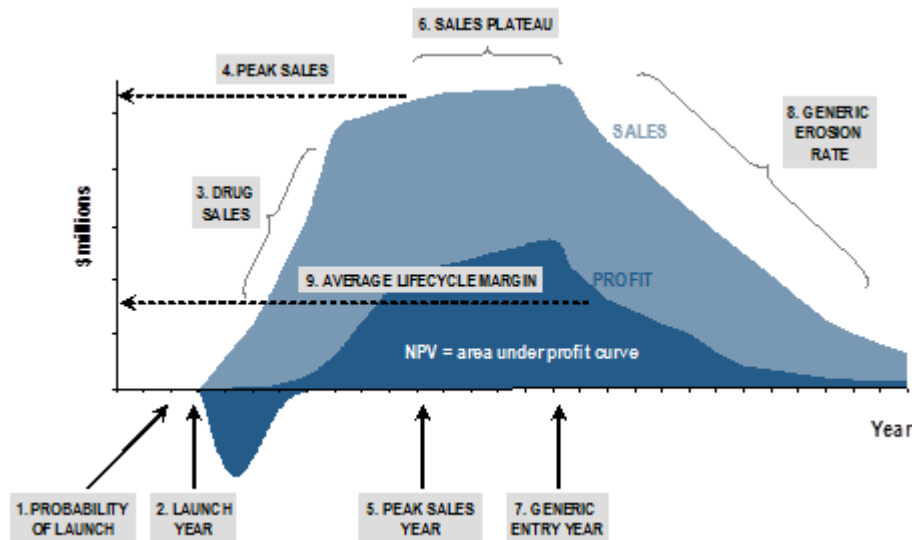 6. SALES PLATEAU
4. PEAK SALES
SALES
8. GENERIC
EROSION
RATE
3. DRUG
SALES
$ millions
9. AVERAGE LIFECYCLE MARGIN
PROFIT
NPV = area under profit curve
Year
1. PROBABILITY
OF LAUNCH
2. LAUNCH
YEAR
5. PEAK SALES
YEAR
7. GENERIC
ENTRY YEAR